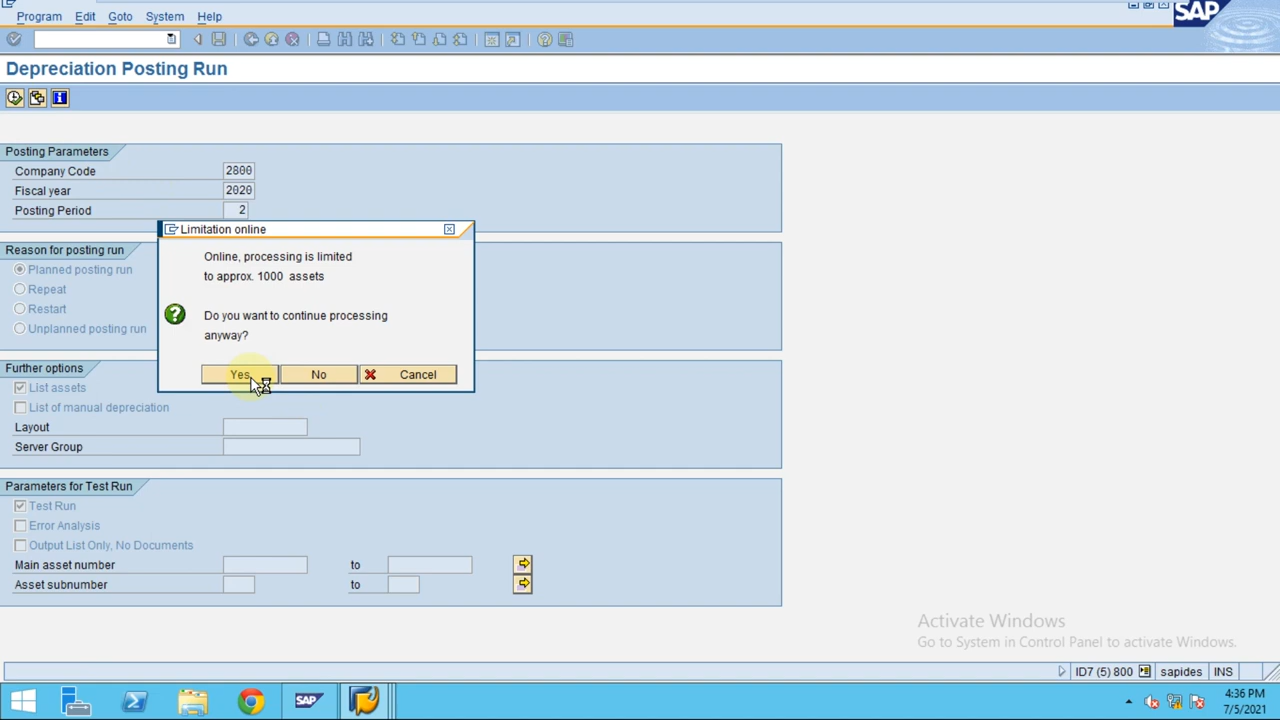 Program Edit Goto System Help
SAP
Depreciation Posting Run
Posting Parameters
Company Code 2800
Fiscal year 2020
Posting Period 2
Limitation online
Online, processing is limited
to approx. 1000 assets
Do you want to continue processing
anyway?
Yes No Cancel
Reason for posting run
Planned posting run
Repeat
Restart
Unplanned posting run
Further options
List assets
List of manual depreciation
Layout
Server Group
Parameters for Test Run
Test Run
Error Analysis
Output List Only, No Documents
Main asset number to
Asset subnumber to
Activate Windows
Go to System in Control Panel to activate Windows.
ID7 (5) 800 sapides INS
SAP
4:36 PM
7/5/2021